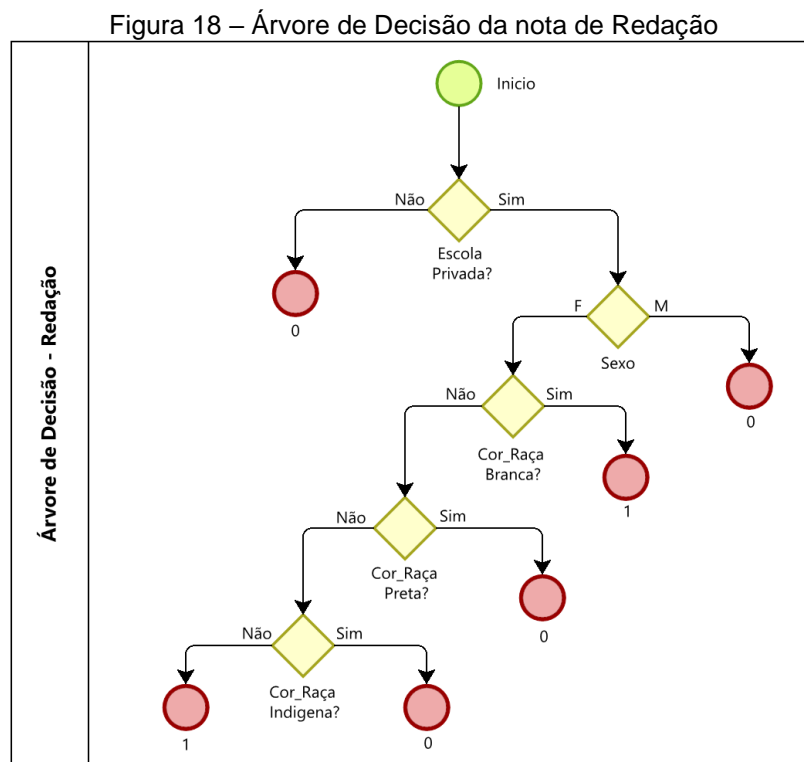 Figura 18 – Árvore de Decisão da nota de Redação
Árvore de Decisão - Redação
Inicio
Não
Sim
Escola
Privada?
0
F
M
Sexo
0
Não
Sim
Cor_Raça
Branca?
1
Não
Sim
Cor_Raça
Preta?
0
Não
Sim
Cor_Raça
Indigena?
1
0